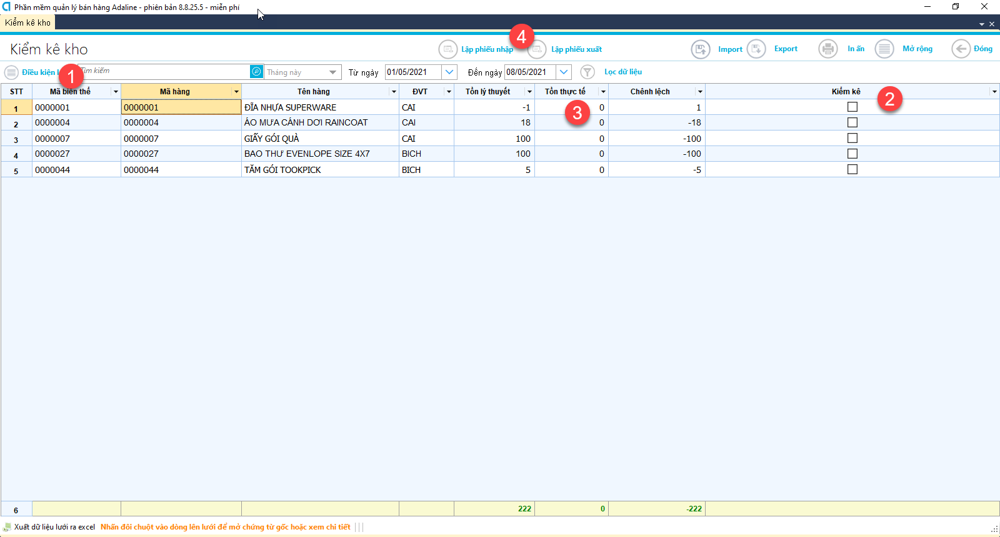 Phần mềm quản lý bán hàng Adaline - phiên bản 8.8.25.5 - miễn phí
Kiểm kê kho
Kiểm kê kho
Lập phiếu nhập
4
Lập phiếu xuất
Import
Export
In ấn
Mở rộng
Đóng
Điều kiện
1
Tìm kiếm
Tháng này
Từ ngày
01/05/2021
Đến ngày
08/05/2021
Lọc dữ liệu
STT Mã biến thể Mã hàng Tên hàng ĐVT Tồn lý thuyết Tồn thực tế Chênh lệch Kiểm kê
2
1 0000001 0000001 ĐĨA NHỰA SUPERWARE CAI -1 0 1
3
2 0000004 0000004 ÁO MƯA CÁNH DƠI RAINCOAT CAI 18 0 -18
3 0000007 0000007 GIẤY GÓI QUÀ CAI 100 0 -100
4 0000027 0000027 BAO THƯ EVENLOPE SIZE 4X7 BICH 100 0 -100
5 0000044 0000044 TĂM GÓI TOOKPICK BICH 5 0 -5
6 222 0 -222
Xuất dữ liệu lưới ra excel Nhấn đôi chuột vào dòng lên lưới để mở chứng từ gốc hoặc xem chi tiết